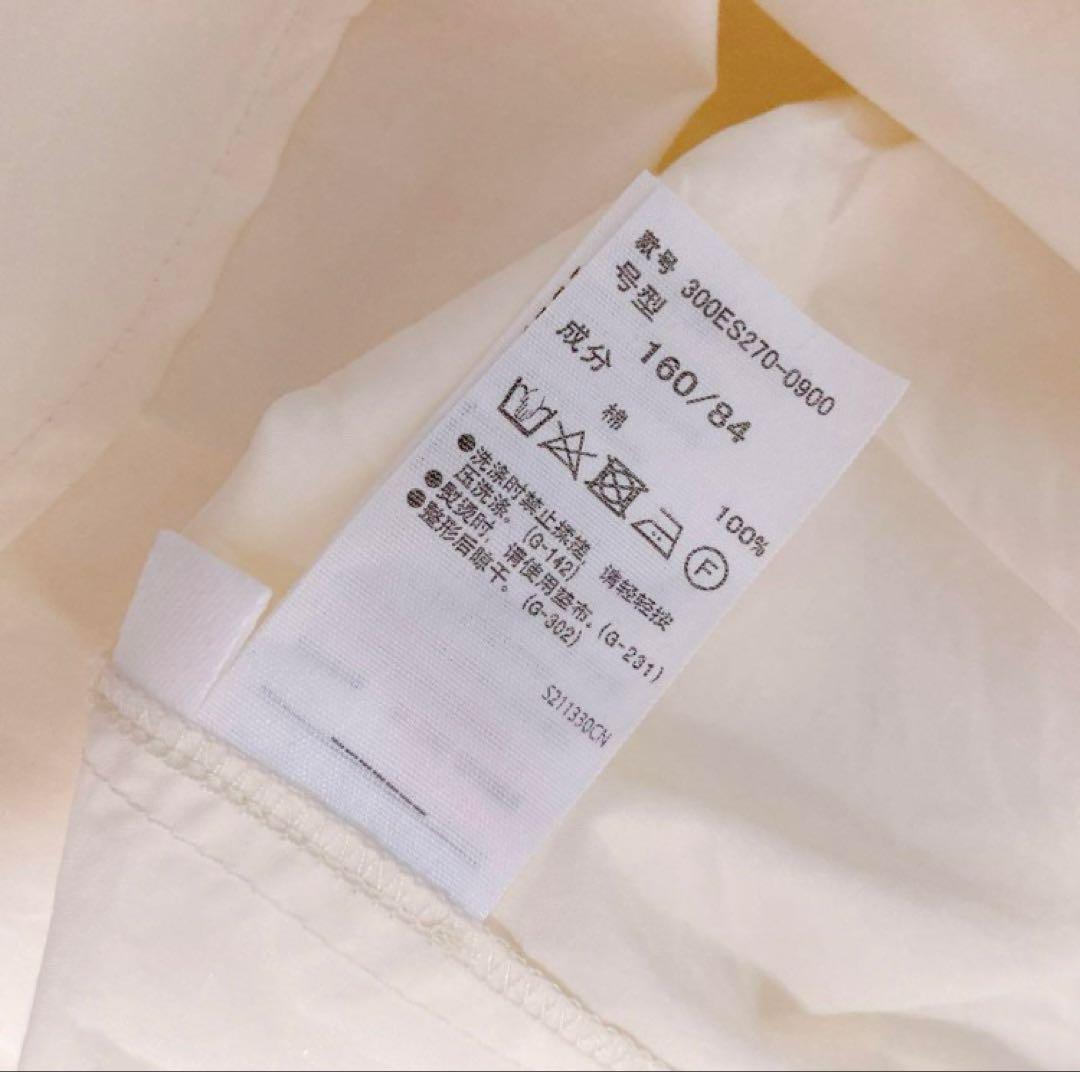 款号 300ES270-0900
号型 160/84
成分
棉 100%
F
●洗涤时禁止揉搓，请轻轻按
压洗涤。(G-142)
●熨烫时，请使用垫布。(G-231)
●整形后晾干。(G-302)
S211330CN